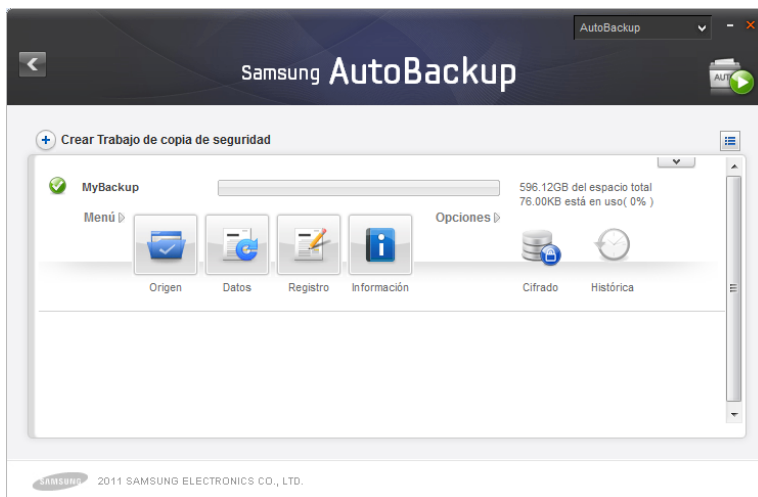 AutoBackup
Samsung AutoBackup
AUTO
Crear Trabajo de copia de seguridad
MyBackup
596.12GB del espacio total
76.00KB está en uso( 0% )
Menú
Opciones
Origen
Datos
Registro
Información
Cifrado
Histórica
SAMSUNG 2011 SAMSUNG ELECTRONICS CO., LTD.